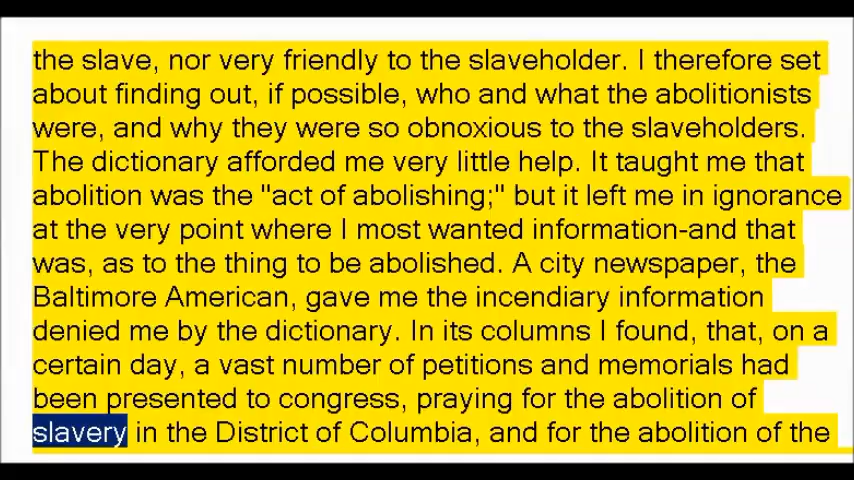 the slave, nor very friendly to the slaveholder. I therefore set
about finding out, if possible, who and what the abolitionists
were, and why they were so obnoxious to the slaveholders.
The dictionary afforded me very little help. It taught me that
abolition was the "act of abolishing;" but it left me in ignorance
at the very point where I most wanted information-and that
was, as to the thing to be abolished. A city newspaper, the
Baltimore American, gave me the incendiary information
denied me by the dictionary. In its columns I found, that, on a
certain day, a vast number of petitions and memorials had
been presented to congress, praying for the abolition of
slavery in the District of Columbia, and for the abolition of the